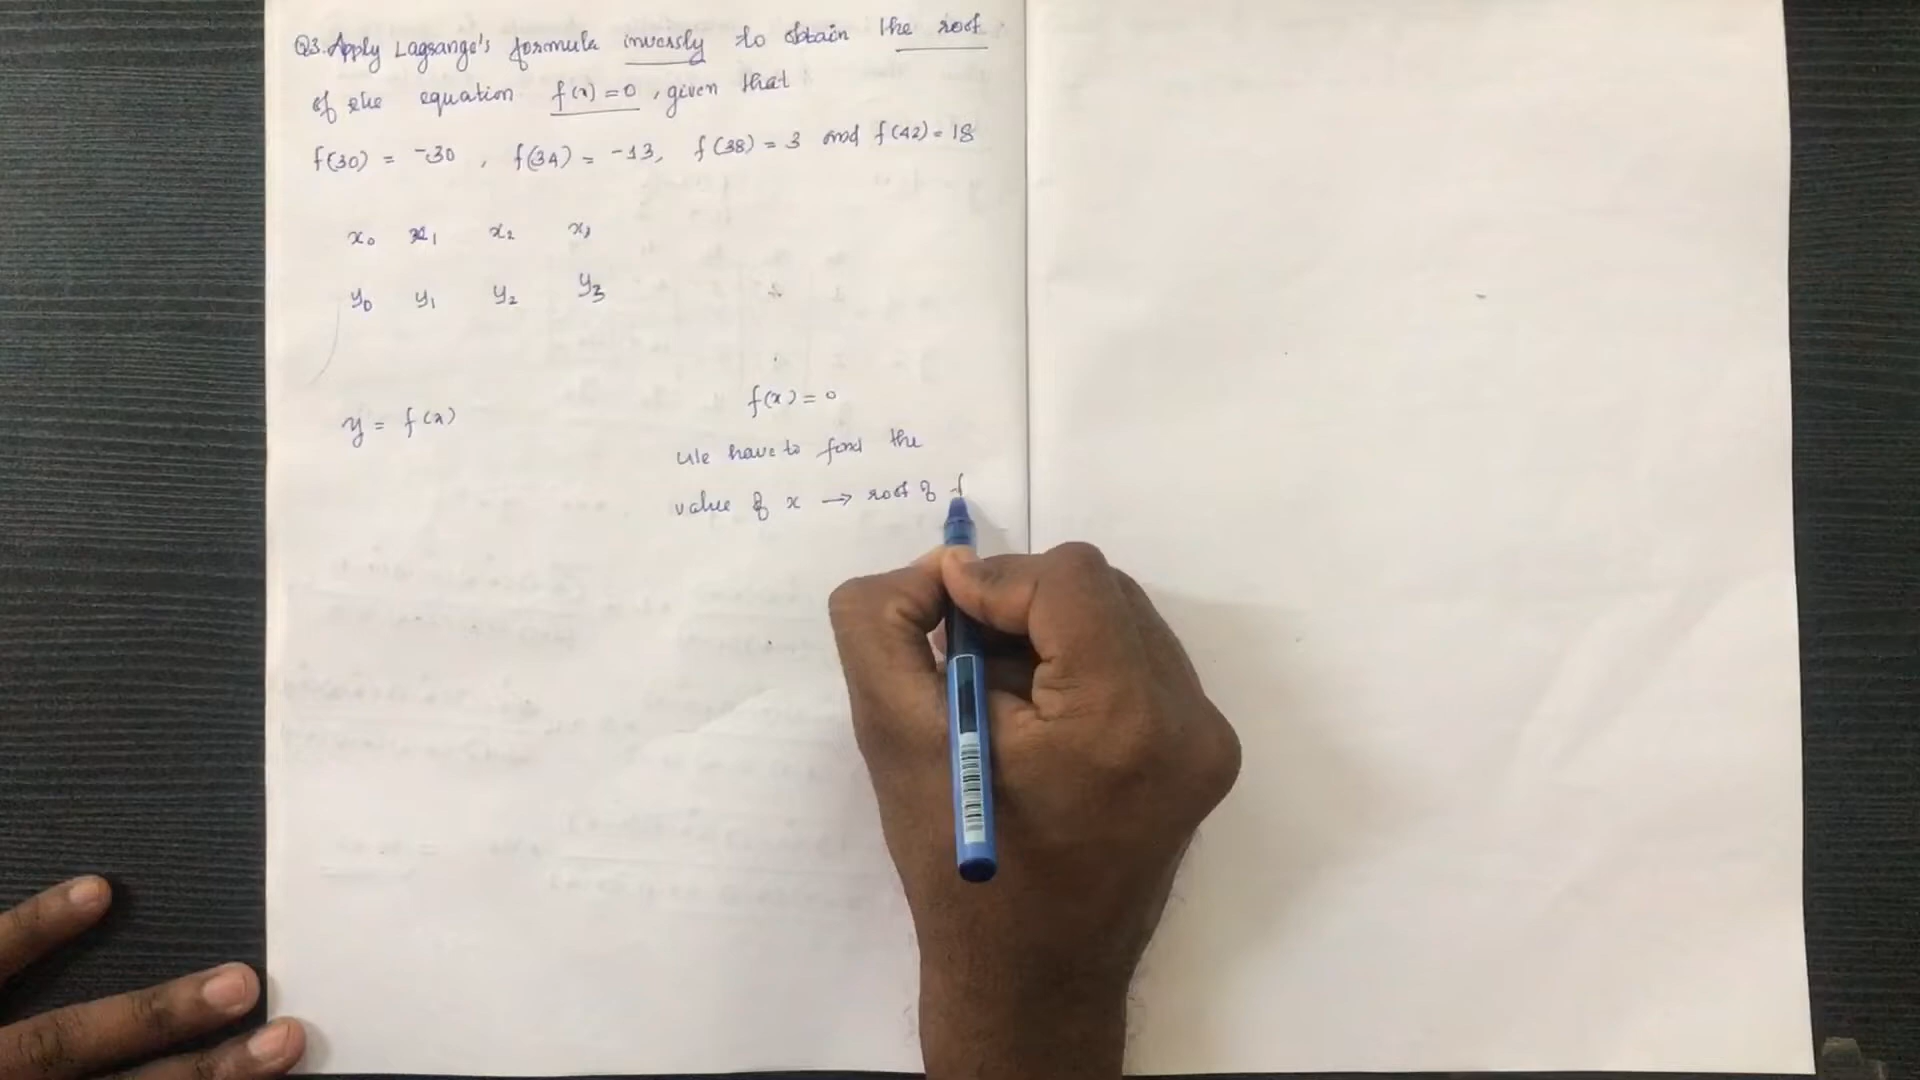 Q3. Apply Lagrange's formula inversly to obtain the root
of the equation f(x) = 0, given that
f(30) = -30, f(34) = -13, f(38) = 3 and f(42) = 18
x₀ x₁ x₂ x₃
y₀ y₁ y₂ y₃
y = f(x)
f(x) = 0
We have to find the
value of x → root of f